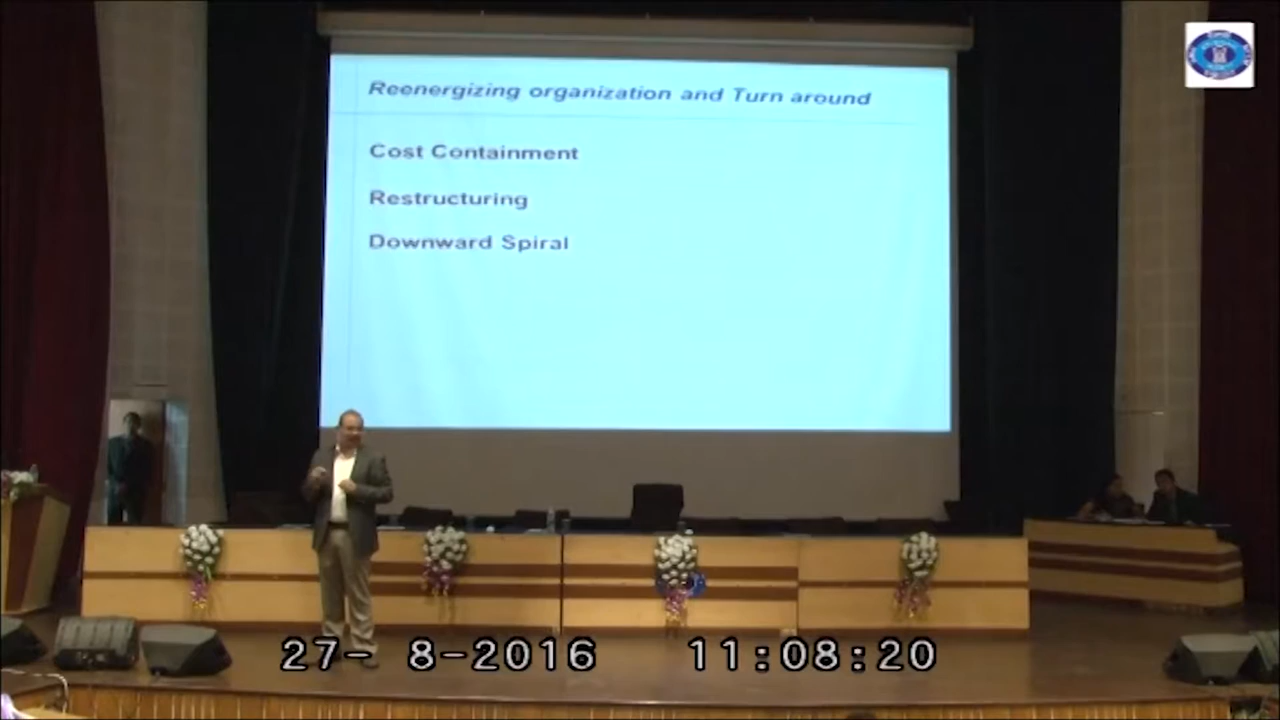 Reenergizing organization and Turn around
Cost Containment
Restructuring
Downward Spiral
27- 8-2016 11:08:20